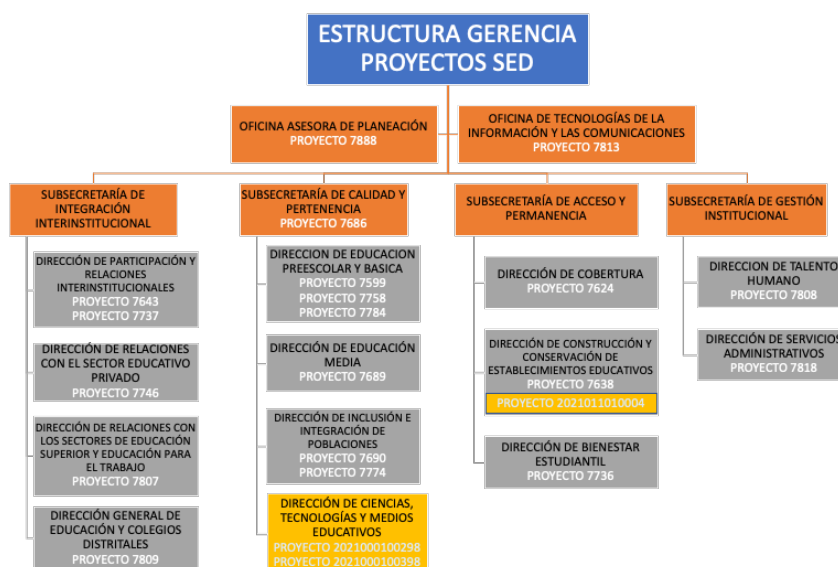 ESTRUCTURA GERENCIA
PROYECTOS SED
OFICINA ASESORA DE PLANEACIÓN
PROYECTO 7888
OFICINA DE TECNOLOGÍAS DE LA
INFORMACIÓN Y LAS COMUNICACIONES
PROYECTO 7813
SUBSECRETARÍA DE
INTEGRACIÓN
INTERINSTITUCIONAL
DIRECCIÓN DE PARTICIPACIÓN Y
RELACIONES
INTERINSTITUCIONALES
PROYECTO 7643
PROYECTO 7737
DIRECCIÓN DE RELACIONES
CON EL SECTOR EDUCATIVO
PRIVADO
PROYECTO 7746
DIRECCIÓN DE RELACIONES CON
LOS SECTORES DE EDUCACIÓN
SUPERIOR Y EDUCACIÓN PARA
EL TRABAJO
PROYECTO 7807
DIRECCIÓN GENERAL DE
EDUCACIÓN Y COLEGIOS
DISTRITALES
PROYECTO 7809
SUBSECRETARÍA DE CALIDAD Y
PERTENENCIA
PROYECTO 7686
DIRECCION DE EDUCACION
PREESCOLAR Y BASICA
PROYECTO 7599
PROYECTO 7758
PROYECTO 7784
DIRECCIÓN DE EDUCACIÓN
MEDIA
PROYECTO 7689
DIRECCIÓN DE INCLUSIÓN E
INTEGRACIÓN DE
POBLACIONES
PROYECTO 7690
PROYECTO 7774
DIRECCIÓN DE CIENCIAS,
TECNOLOGÍAS Y MEDIOS
EDUCATIVOS
PROYECTO 2021000100298
PROYECTO 2021000100398
SUBSECRETARÍA DE ACCESO Y
PERMANENCIA
DIRECCIÓN DE COBERTURA
PROYECTO 7624
DIRECCIÓN DE CONSTRUCCIÓN Y
CONSERVACIÓN DE
ESTABLECIMIENTOS EDUCATIVOS
PROYECTO 7638
PROYECTO 2021011010004
DIRECCIÓN DE BIENESTAR
ESTUDIANTIL
PROYECTO 7736
SUBSECRETARÍA DE GESTIÓN
INSTITUCIONAL
DIRECCION DE TALENTO
HUMANO
PROYECTO 7808
DIRECCIÓN DE SERVICIOS
ADMINISTRATIVOS
PROYECTO 7818